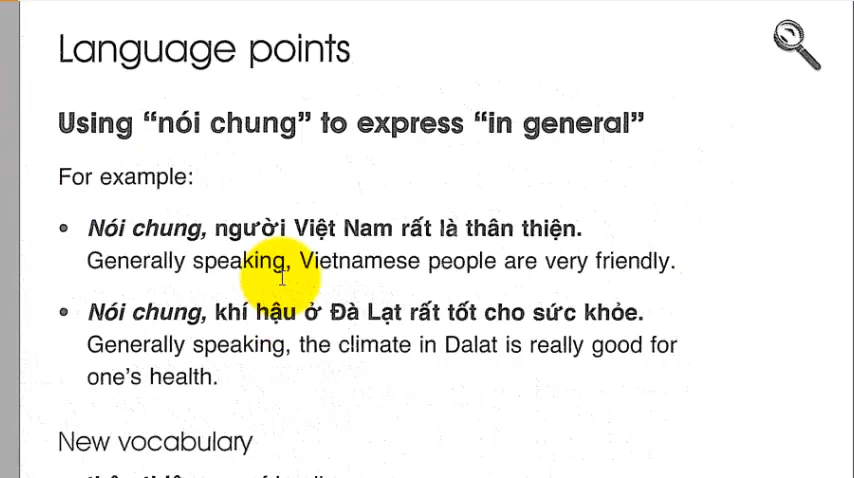 Language points
Using “nói chung” to express “in general”
For example:
• Nói chung, người Việt Nam rất là thân thiện.
Generally speaking, Vietnamese people are very friendly.
• Nói chung, khí hậu ở Đà Lạt rất tốt cho sức khỏe.
Generally speaking, the climate in Dalat is really good for
one’s health.
New vocabulary